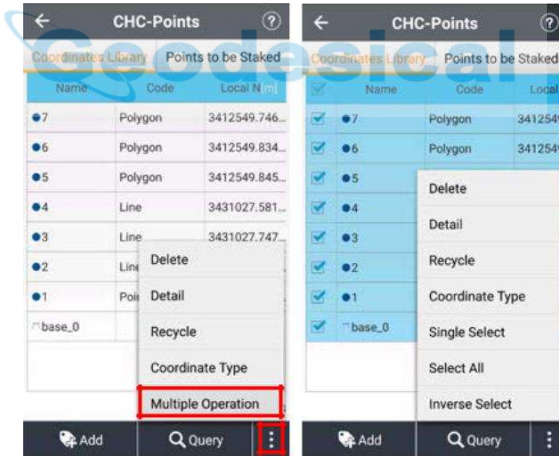 CHC-Points ?
Coordinates Library Points to be Staked
Name Code Local N[m]
7 Polygon 3412549.746...
6 Polygon 3412549.834...
5 Polygon 3412549.845...
4 Line 3431027.581...
3 Line 3431027.747...
2 Line
1 Poi
base_0
Delete
Detail
Recycle
Coordinate Type
Multiple Operation
Add Query
CHC-Points ?
Coordinates Library Points to be Staked
Name Code Local
7 Polygon 3412549
6 Polygon 3412549
5
4
3
2
1
base_0
Delete
Detail
Recycle
Coordinate Type
Single Select
Select All
Inverse Select
Add Query
Geodesical